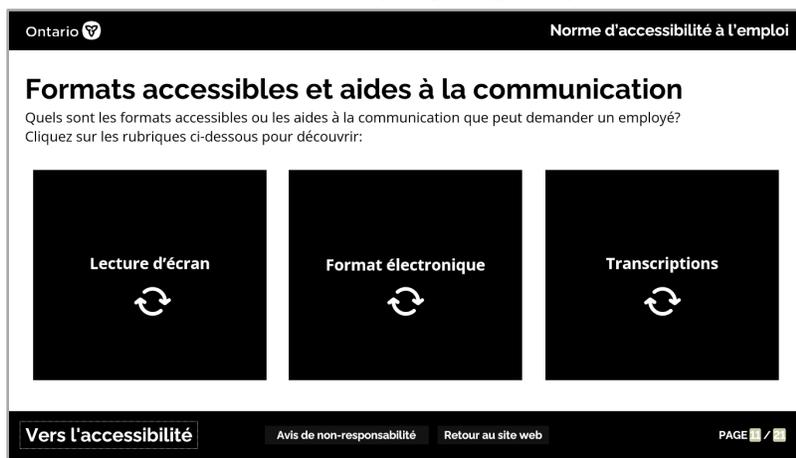 Ontario
Norme d'accessibilité à l'emploi
Formats accessibles et aides à la communication
Quels sont les formats accessibles ou les aides à la communication que peut demander un employé?
Cliquez sur les rubriques ci-dessous pour découvrir:
Lecture d'écran
Format électronique
Transcriptions
Vers l'accessibilité
Avis de non-responsabilité
Retour au site web
PAGE 11 / 21